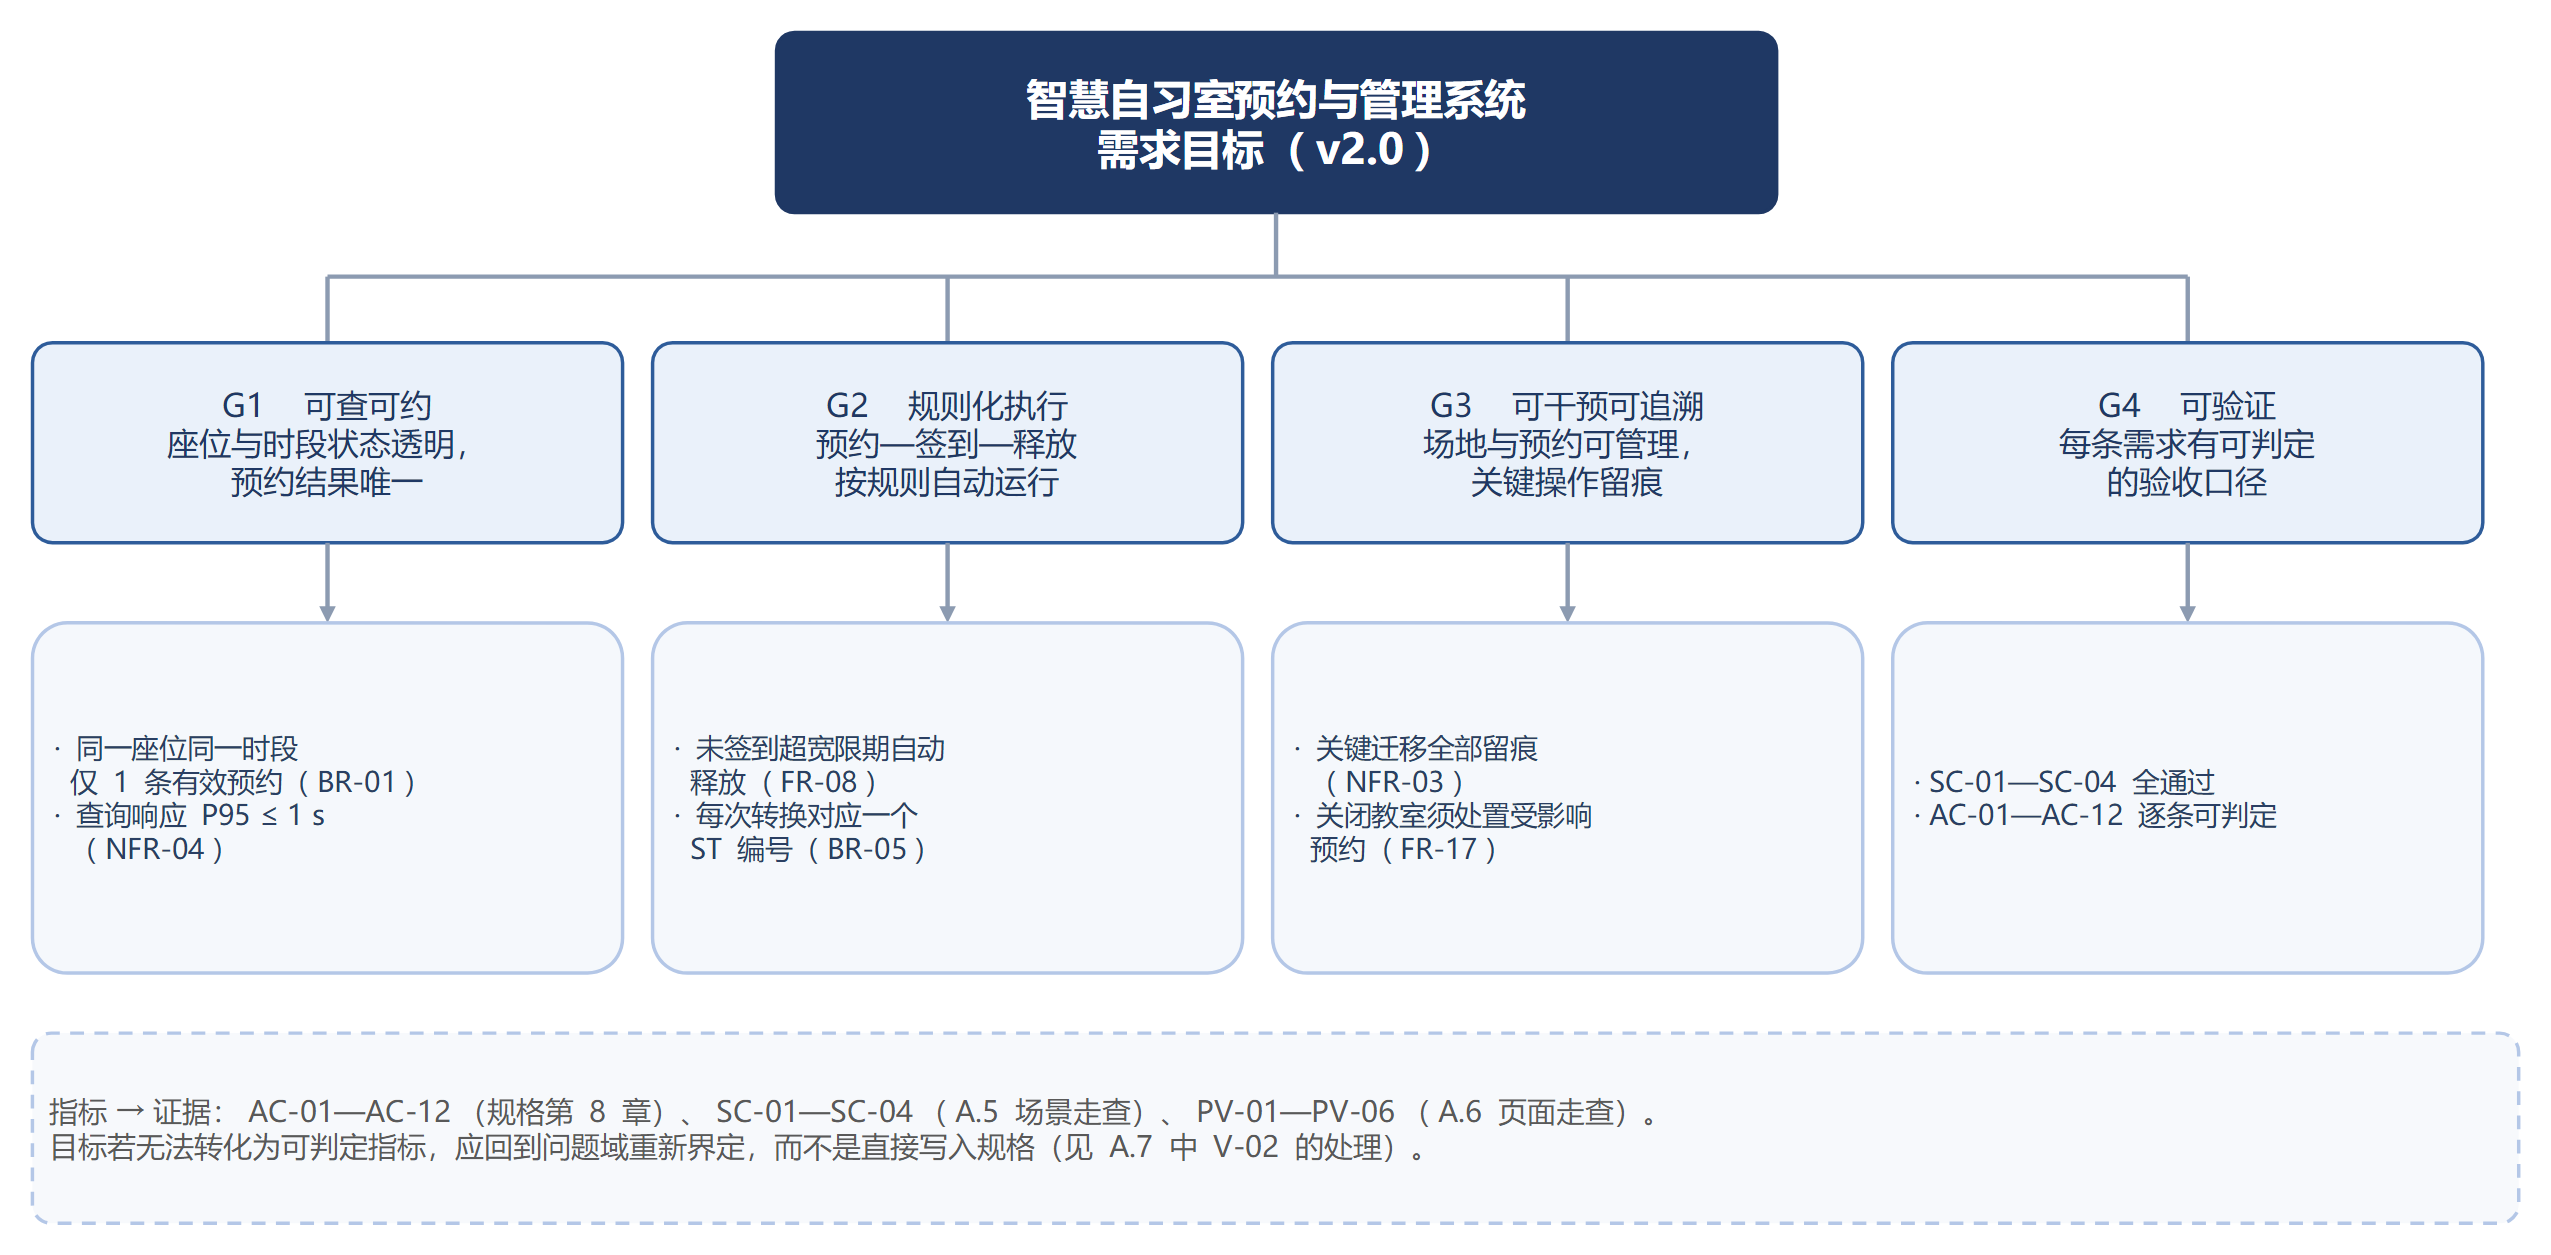 智慧自习室预约与管理系统
需求目标（v2.0）
G1 可查可约
座位与时段状态透明，
预约结果唯一
G2 规则化执行
预约—签到—释放
按规则自动运行
G3 可干预可追溯
场地与预约可管理，
关键操作留痕
G4 可验证
每条需求有可判定
的验收口径
· 同一座位同一时段
仅 1 条有效预约（BR-01）
· 查询响应 P95 ≤ 1 s
（NFR-04）
· 未签到超宽限期自动
释放（FR-08）
· 每次转换对应一个
ST 编号（BR-05）
· 关键迁移全部留痕
（NFR-03）
· 关闭教室须处置受影响
预约（FR-17）
· SC-01—SC-04 全通过
· AC-01—AC-12 逐条可判定
指标 → 证据： AC-01—AC-12 （规格第 8 章）、 SC-01—SC-04 （ A.5 场景走查）、 PV-01—PV-06 （ A.6 页面走查）。
目标若无法转化为可判定指标，应回到问题域重新界定，而不是直接写入规格（见 A.7 中 V-02 的处理）。